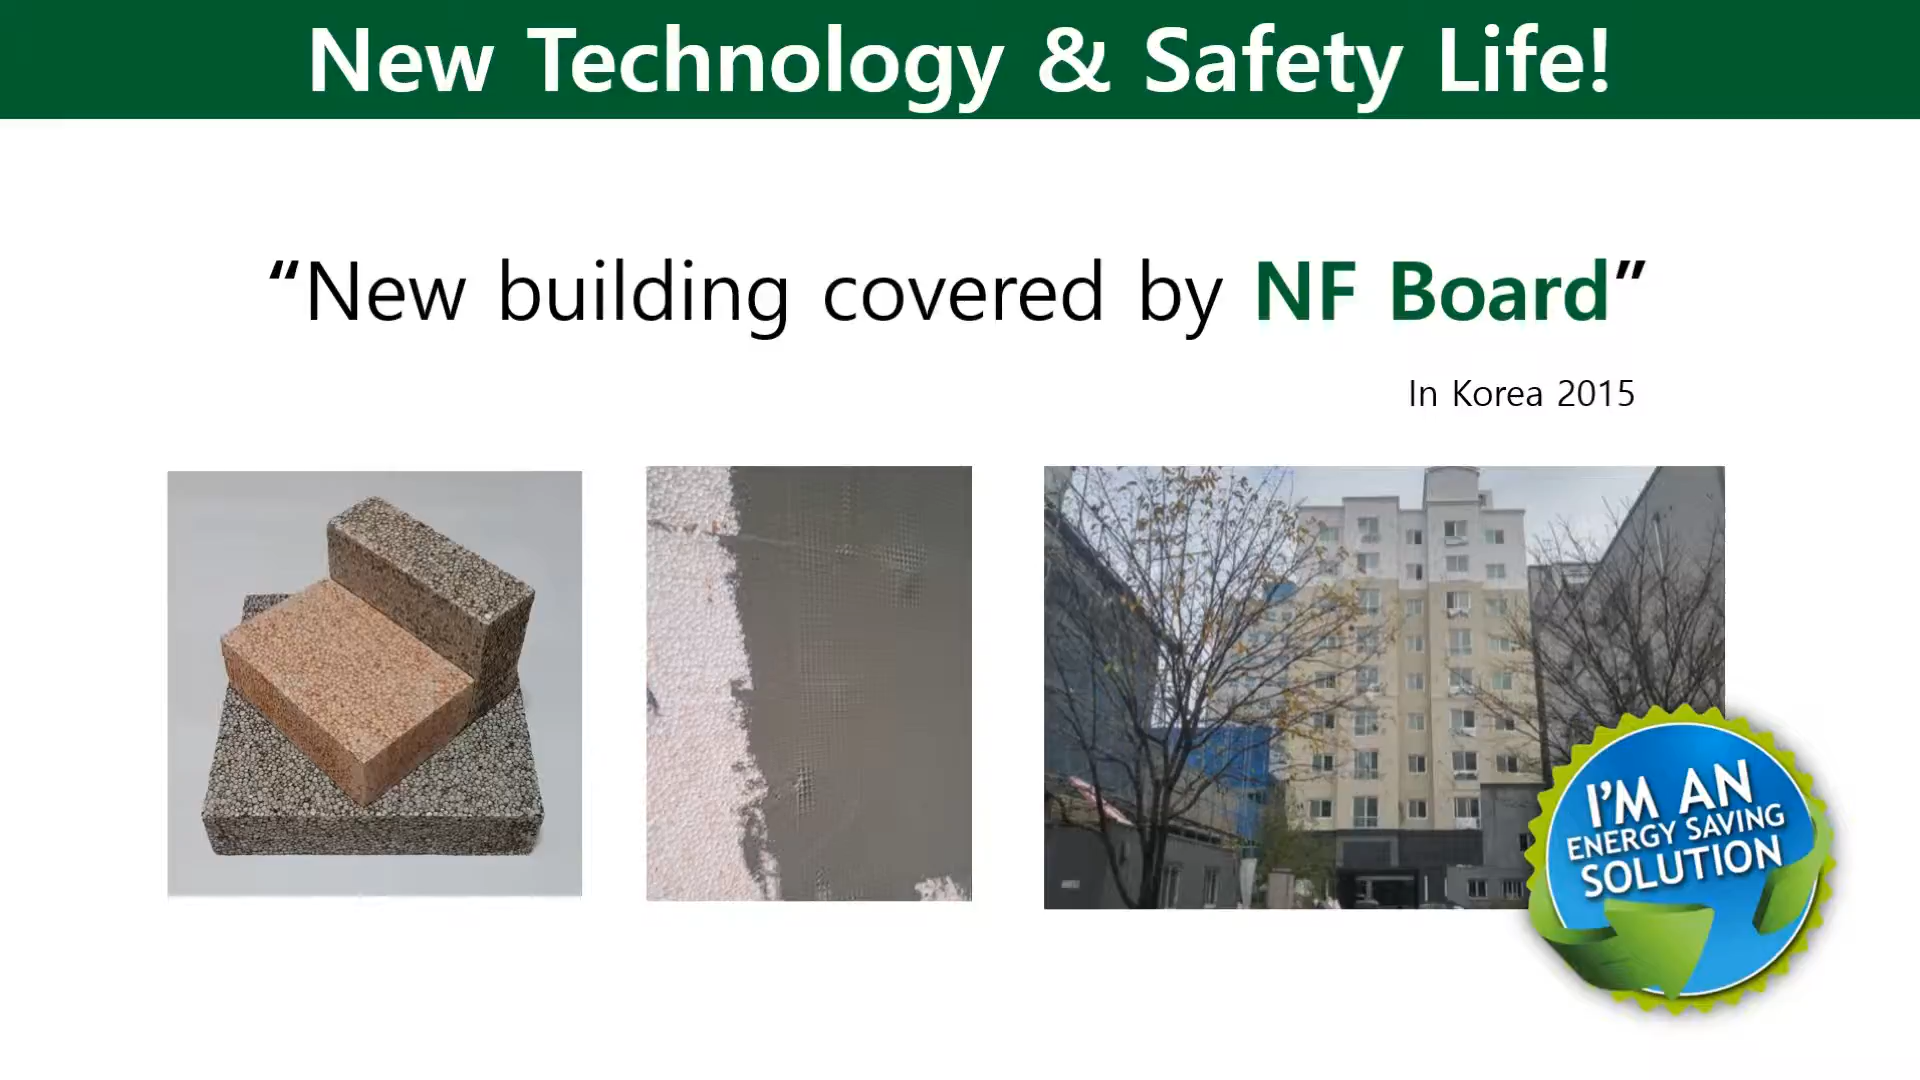 New Technology & Safety Life!
“New building covered by NF Board”
In Korea 2015
I'M AN
ENERGY SAVING
SOLUTION